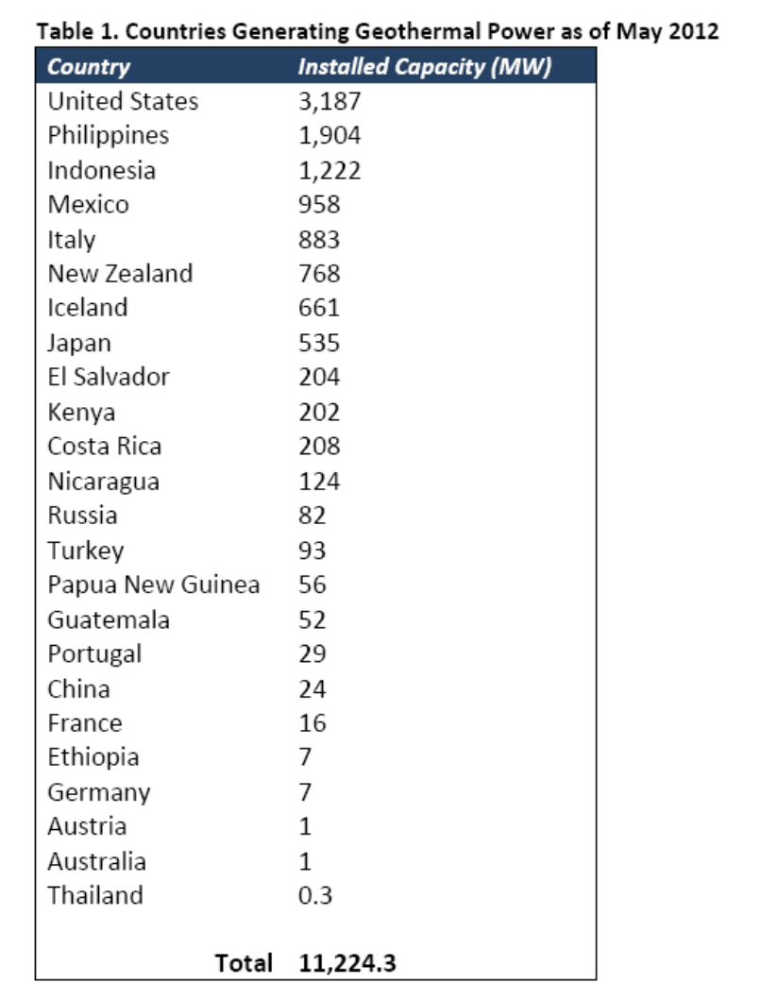 Table 1. Countries Generating Geothermal Power as of May 2012
Country Installed Capacity (MW)
United States 3,187
Philippines 1,904
Indonesia 1,222
Mexico 958
Italy 883
New Zealand 768
Iceland 661
Japan 535
El Salvador 204
Kenya 202
Costa Rica 208
Nicaragua 124
Russia 82
Turkey 93
Papua New Guinea 56
Guatemala 52
Portugal 29
China 24
France 16
Ethiopia 7
Germany 7
Austria 1
Australia 1
Thailand 0.3
Total 11,224.3